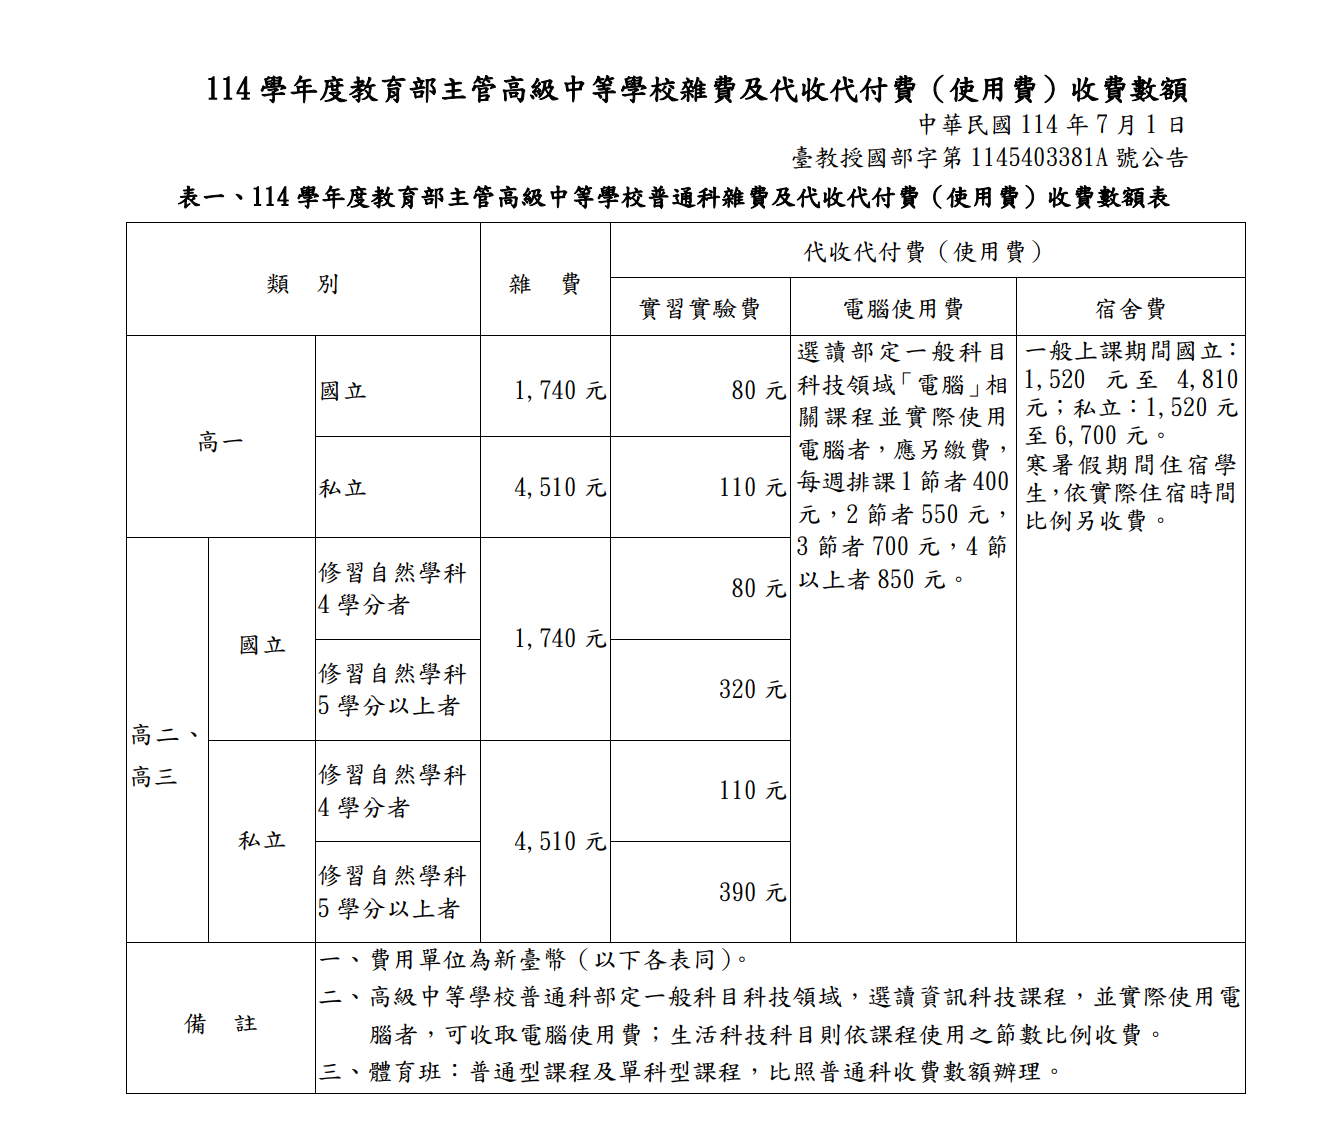 114 學年度教育部主管高級中等學校雜費及代收代付費（使用費）收費數額
中華民國 114 年 7 月 1 日
臺教授國部字第 1145403381A 號公告
表一、114 學年度教育部主管高級中等學校普通科雜費及代收代付費（使用費）收費數額表
類 別
雜 費
代收代付費（使用費）
實習實驗費
電腦使用費
宿舍費
高一
國立
1,740 元
80 元
私立
4,510 元
110 元
選讀部定一般科目
科技領域「電腦」相
關課程並實際使用
電腦者，應另繳費，
每週排課 1 節者 400
元，2 節者 550 元，
3 節者 700 元，4 節
以上者 850 元。
一般上課期間國立：
1,520 元至 4,810
元；私立：1,520 元
至 6,700 元。
寒暑假期間住宿學
生，依實際住宿時間
比例另收費。
高二、
高三
國立
修習自然學科
4 學分者
1,740 元
80 元
修習自然學科
5 學分以上者
320 元
私立
修習自然學科
4 學分者
4,510 元
110 元
修習自然學科
5 學分以上者
390 元
備 註
一、費用單位為新臺幣（以下各表同）。
二、高級中等學校普通科部定一般科目科技領域，選讀資訊科技課程，並實際使用電
腦者，可收取電腦使用費；生活科技科目則依課程使用之節數比例收費。
三、體育班：普通型課程及單科型課程，比照普通科收費數額辦理。